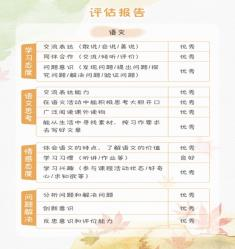 评估报告
语文
学习态度
交流表达（敢说/会说/善说） 优秀
同伴合作（交流/倾听/评价） 优秀
问题意识（发现问题/提出问题/探
究问题/解决问题/验证问题） 优秀
语文思考
交流表达能力 优秀
在语文活动中能积极思考大胆开口 优秀
广泛阅读课外读物 优秀
能从生活中寻找素材，按习作要求
去写好文章 优秀
情感态度
体会语文的特点，了解语文的价值 优秀
学习习惯（听讲/作业等） 良好
学习兴趣（参与课程活动状态/好奇
心/求知欲等） 优秀
问题解决
分析问题和解决问题 优秀
创新意识 优秀
反思意识和评价能力 优秀